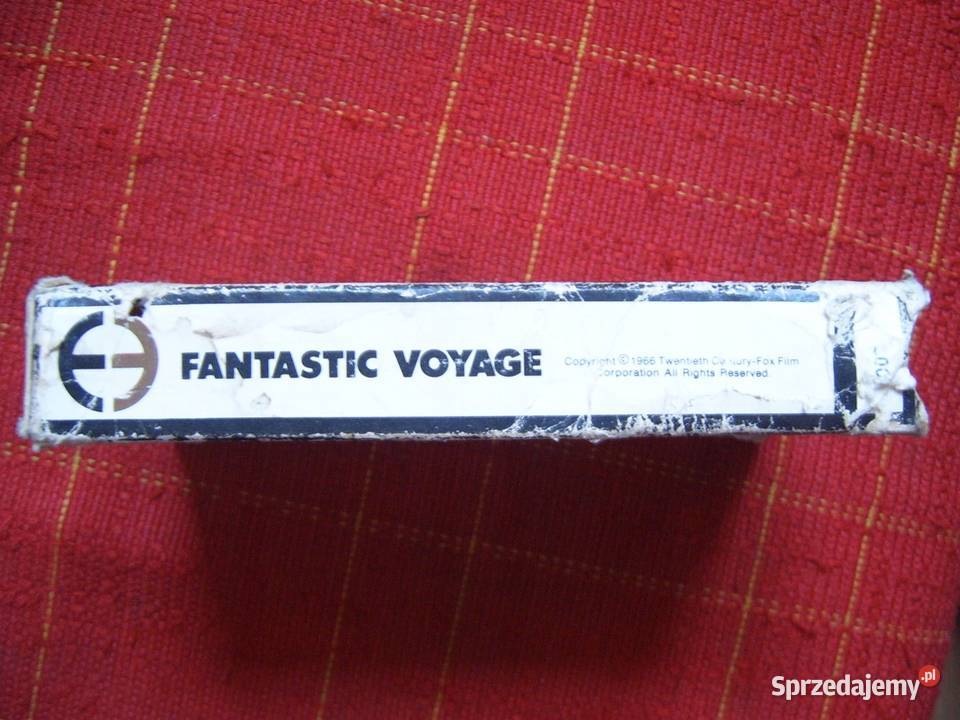 FANTASTIC VOYAGE
Copyright © 1966 Twentieth Century-Fox Film
Corporation All Rights Reserved.
Sprzedajemy.pl